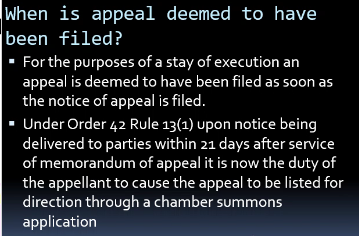 When is appeal deemed to have
been filed?
▪ For the purposes of a stay of execution an
appeal is deemed to have been filed as soon as
the notice of appeal is filed.
▪ Under Order 42 Rule 13(1) upon notice being
delivered to parties within 21 days after service
of memorandum of appeal it is now the duty of
the appellant to cause the appeal to be listed for
direction through a chamber summons
application